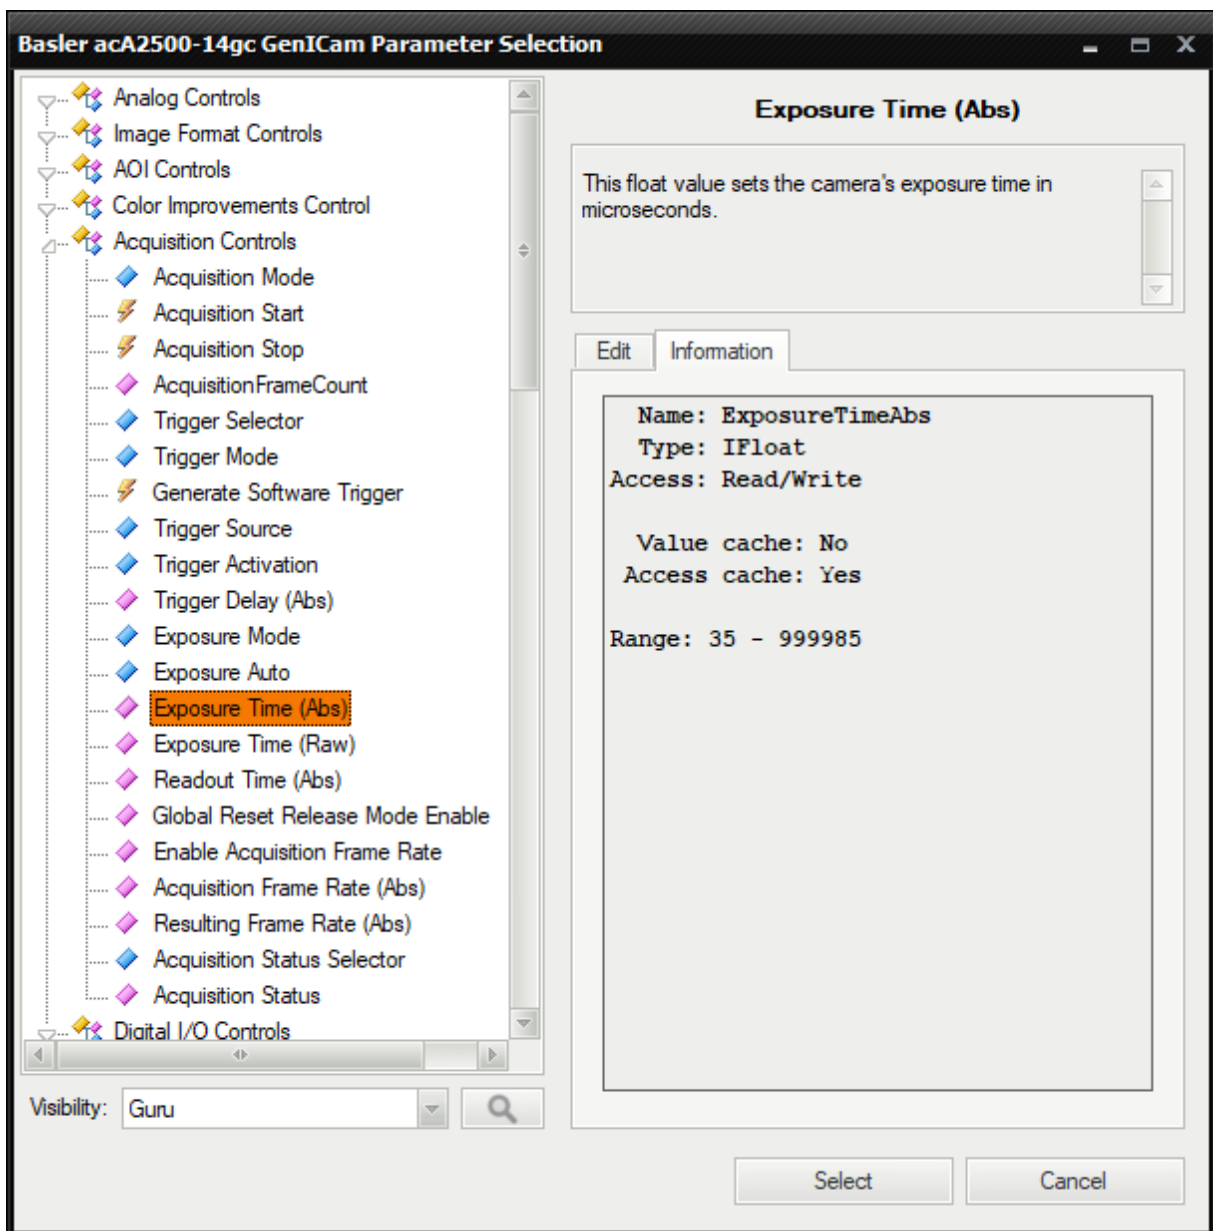 Basler acA2500-14gc GenICam Parameter Selection
Analog Controls
Image Format Controls
AOI Controls
Color Improvements Control
Acquisition Controls
Acquisition Mode
Acquisition Start
Acquisition Stop
AcquisitionFrameCount
Trigger Selector
Trigger Mode
Generate Software Trigger
Trigger Source
Trigger Activation
Trigger Delay (Abs)
Exposure Mode
Exposure Auto
Exposure Time (Abs)
Exposure Time (Raw)
Readout Time (Abs)
Global Reset Release Mode Enable
Enable Acquisition Frame Rate
Acquisition Frame Rate (Abs)
Resulting Frame Rate (Abs)
Acquisition Status Selector
Acquisition Status
Digital I/O Controls
Visibility: Guru
Exposure Time (Abs)
This float value sets the camera's exposure time in
microseconds.
Edit Information
Name: ExposureTimeAbs
Type: IFloat
Access: Read/Write
Value cache: No
Access cache: Yes
Range: 35 - 999985
Select Cancel